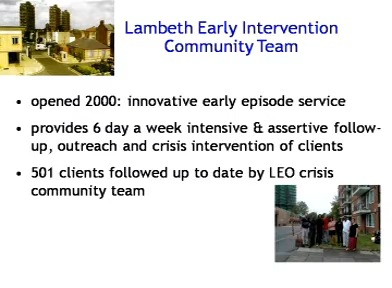 Lambeth Early Intervention
Community Team
• opened 2000: innovative early episode service
• provides 6 day a week intensive & assertive follow-
up, outreach and crisis intervention of clients
• 501 clients followed up to date by LEO crisis
community team